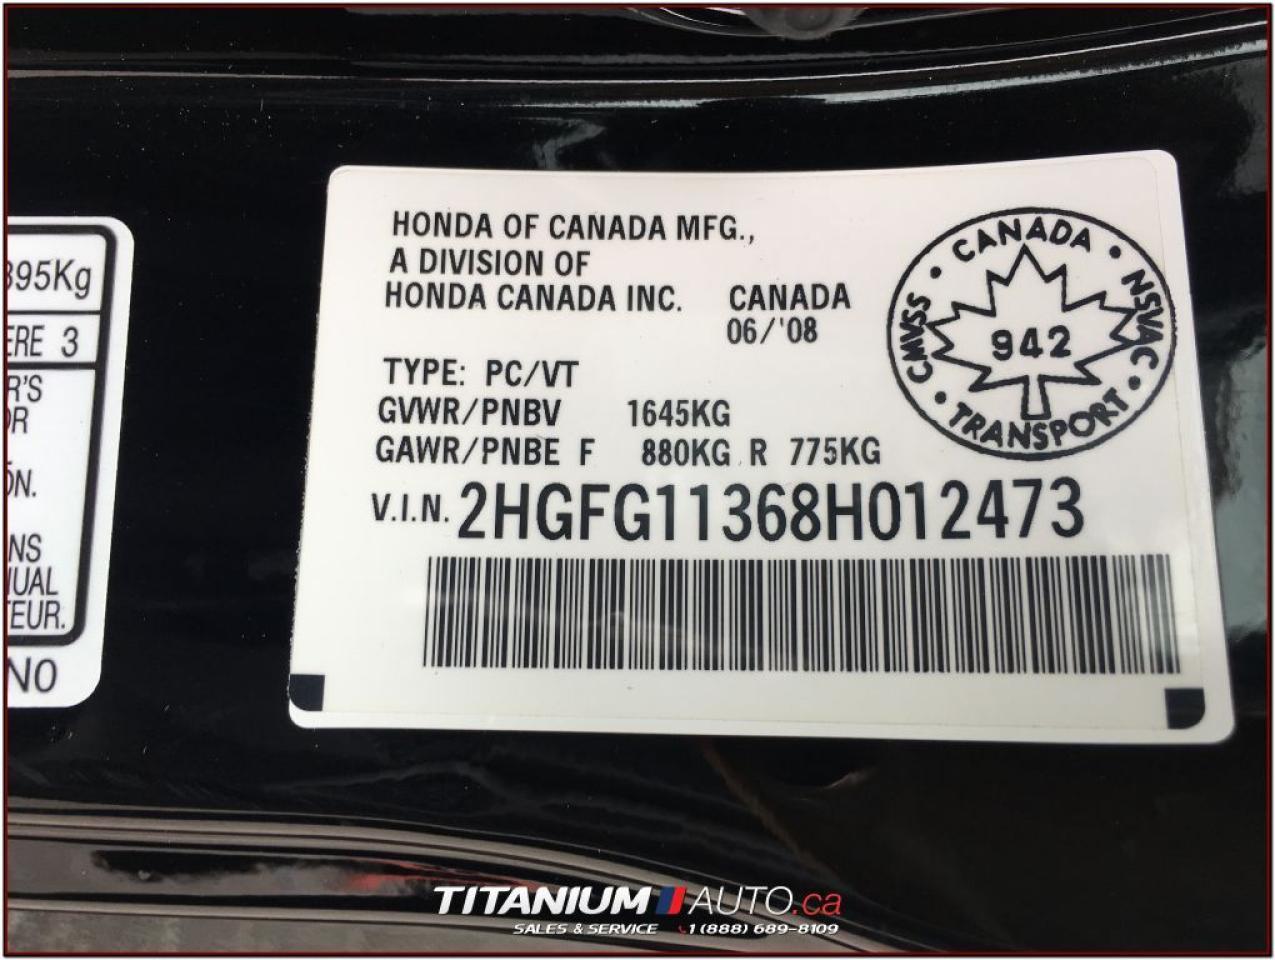 395Kg
ERE 3
R'S
OR
ON.
NS
UAL
TEUR.
NO
HONDA OF CANADA MFG.,
A DIVISION OF
HONDA CANADA INC. CANADA
06/'08
TYPE: PC/VT
GVWR/PNBV 1645KG
GAWR/PNBE F 880KG R 775KG
V.I.N. 2HGFG11368H012473
CANADA • NSVAC • TRANSPORT • CMVSS •
942
TITANIUM AUTO.ca
SALES & SERVICE 1 (888) 689-8109